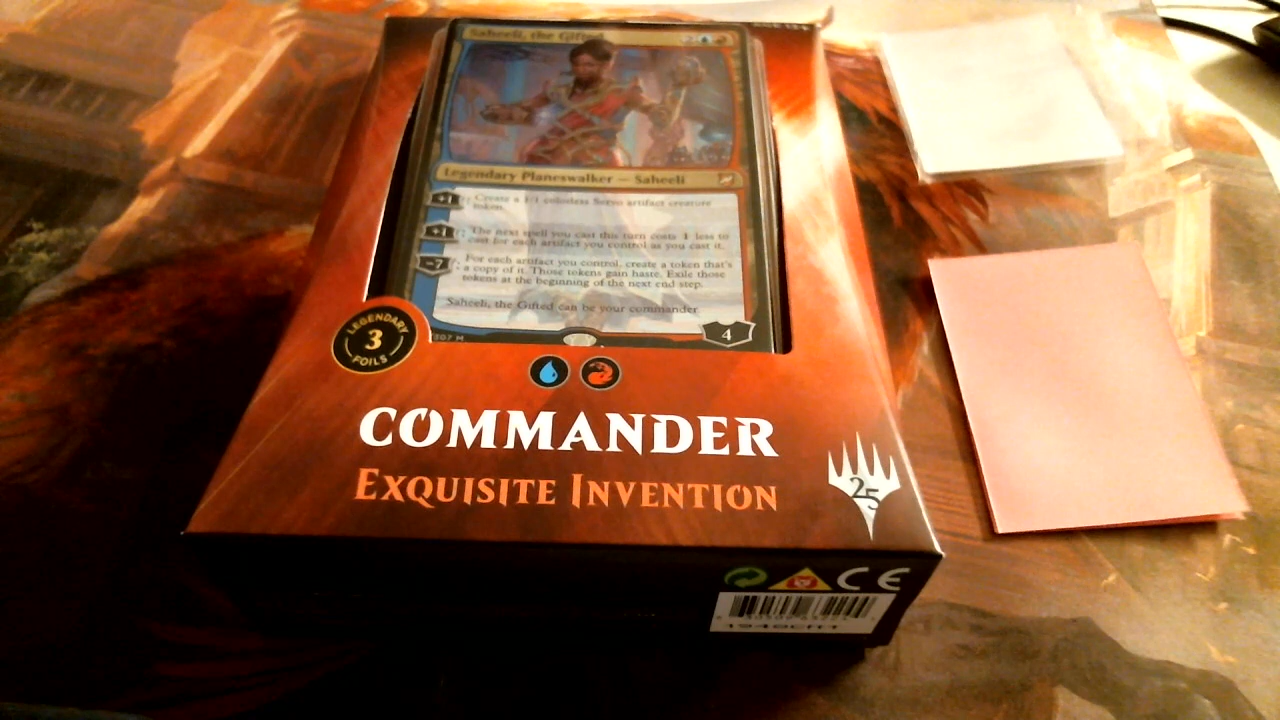 Saheeli, the Gifted
2
Legendary Planeswalker — Saheeli
+1: Create a 1/1 colorless Servo artifact creature
token.
+1: The next spell you cast this turn costs 1 less to
cast for each artifact you control as you cast it.
-7: For each artifact you control, create a token that's
a copy of it. Those tokens gain haste. Exile those
tokens at the beginning of the next end step.
Saheeli, the Gifted can be your commander
4
307 M
LEGENDARY
3
FOILS
COMMANDER
EXQUISITE INVENTION
25
CE